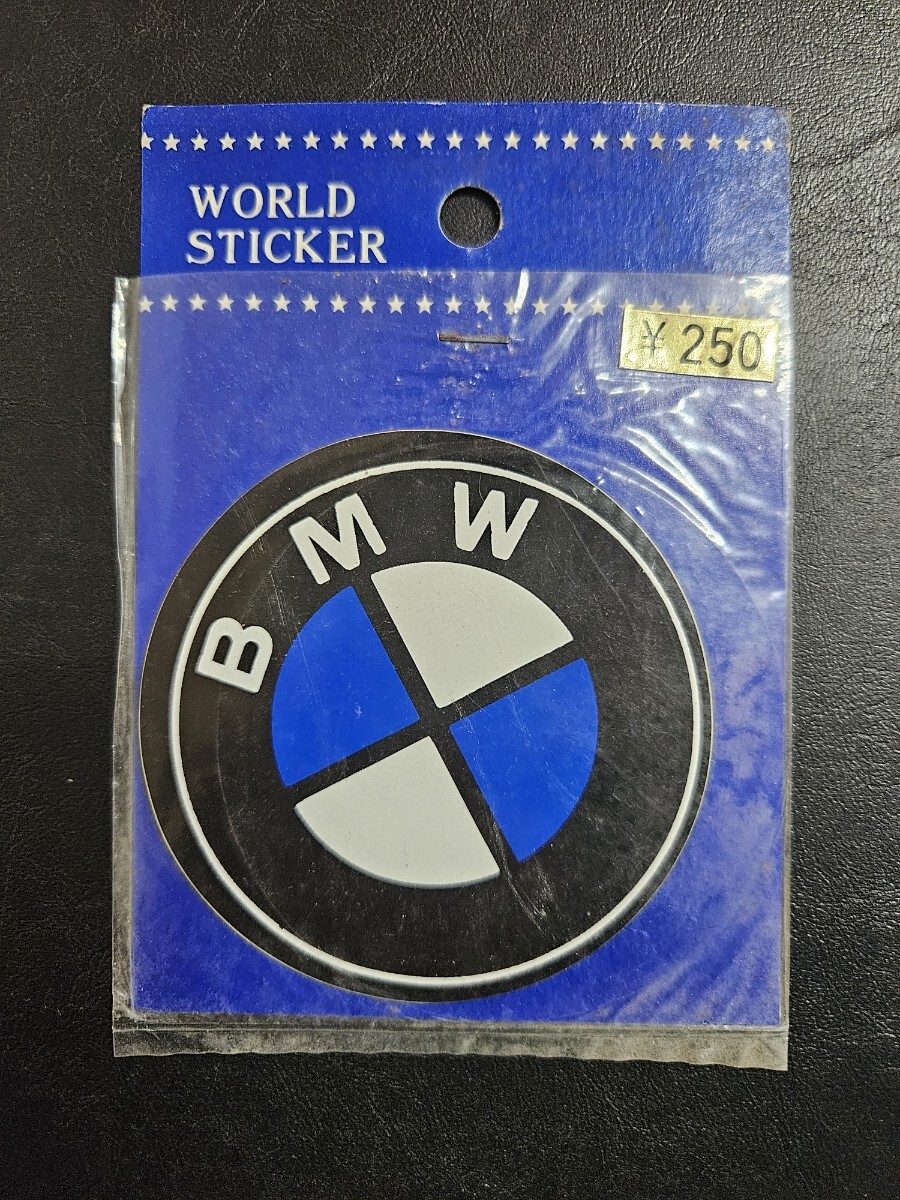 WORLD
STICKER
¥ 250
BMW